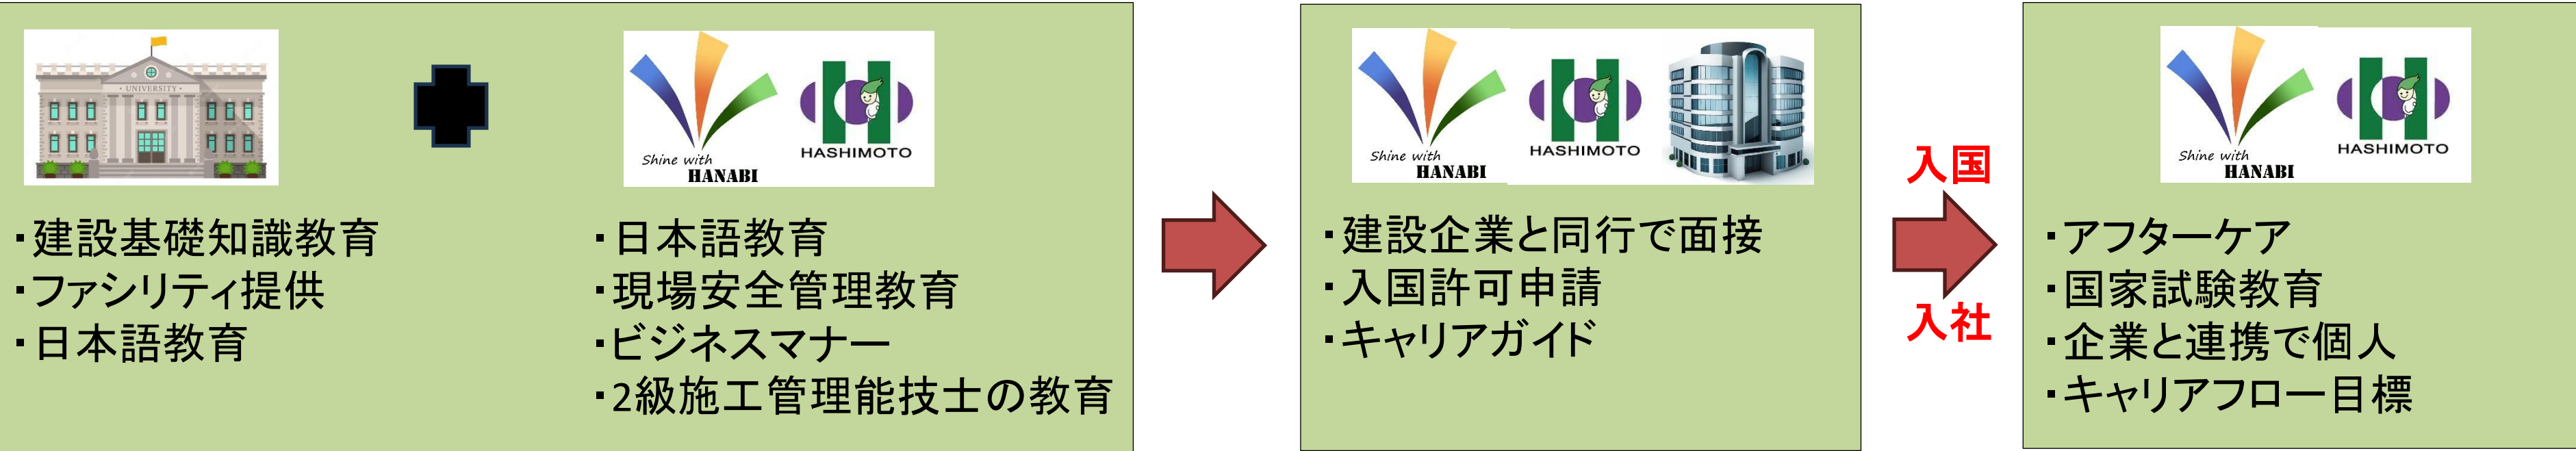 UNIVERSITY
・建設基礎知識教育
・ファシリティ提供
・日本語教育
Shine with
HANABI
HASHIMOTO
・日本語教育
・現場安全管理教育
・ビジネスマナー
・2級施工管理能技士の教育
Shine with
HANABI
HASHIMOTO
・建設企業と同行で面接
・入国許可申請
・キャリアガイド
入国
入社
Shine with
HANABI
HASHIMOTO
・アフターケア
・国家試験教育
・企業と連携で個人
・キャリアフロー目標